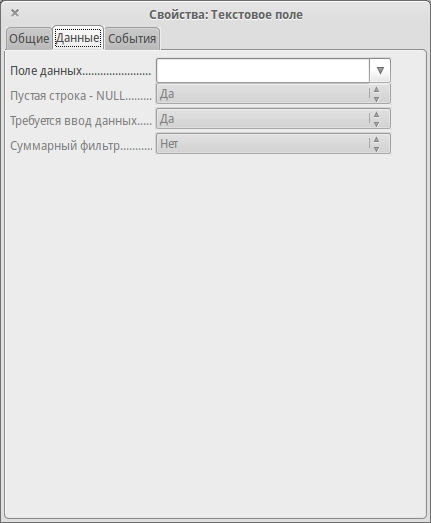 Свойства: Текстовое поле
Общие Данные События
Поле данных.......................
Пустая строка - NULL......... Да
Требуется ввод данных..... Да
Суммарный фильтр........... Нет